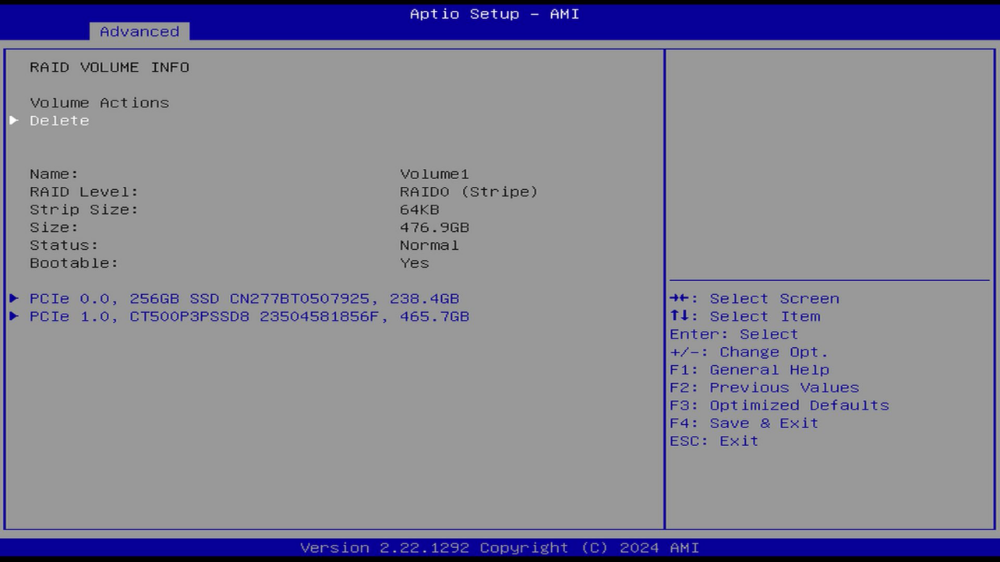 Aptio Setup – AMI
Advanced
RAID VOLUME INFO
Volume Actions
▶ Delete
Name: Volume1
RAID Level: RAID0 (Stripe)
Strip Size: 64KB
Size: 476.9GB
Status: Normal
Bootable: Yes
▶ PCIe 0.0, 256GB SSD CN277BT0507925, 238.4GB
▶ PCIe 1.0, CT500P3PSSD8 23504581856F, 465.7GB
→←: Select Screen
↑↓: Select Item
Enter: Select
+/-: Change Opt.
F1: General Help
F2: Previous Values
F3: Optimized Defaults
F4: Save & Exit
ESC: Exit
Version 2.22.1292 Copyright (C) 2024 AMI